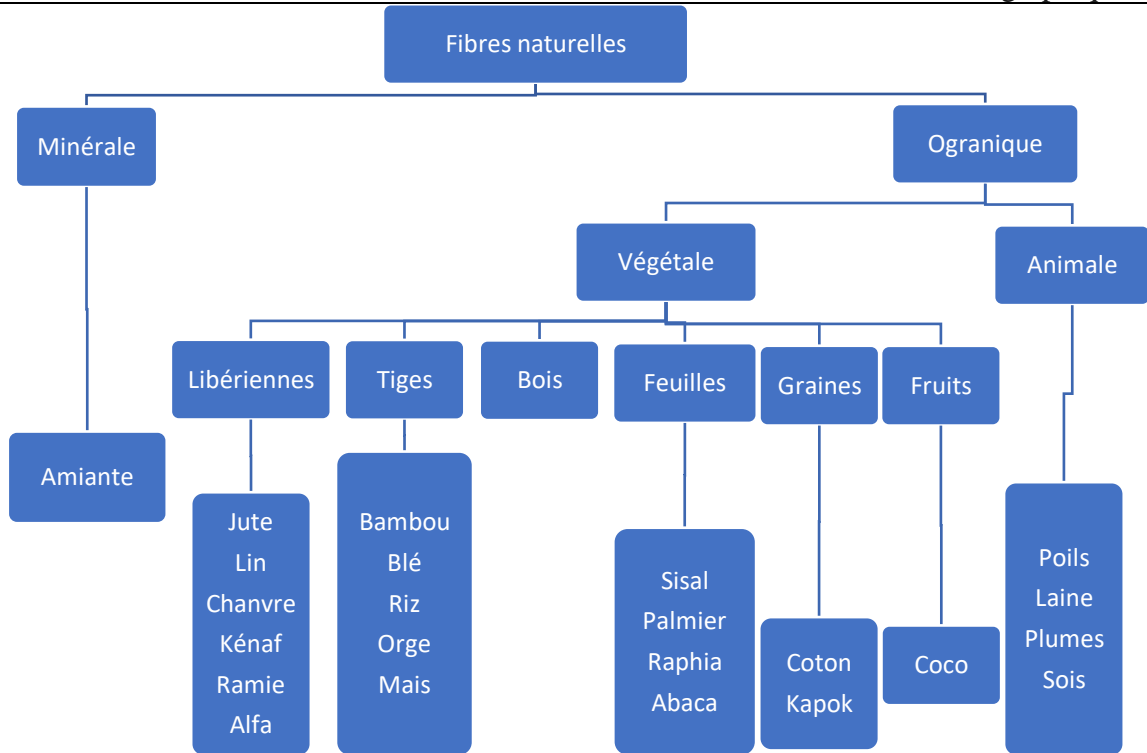 Fibres naturelles
Minérale
Ogranique
Végétale
Animale
Libériennes
Tiges
Bois
Feuilles
Graines
Fruits
Amiante
Jute
Lin
Chanvre
Kénaf
Ramie
Alfa
Bambou
Blé
Riz
Orge
Mais
Sisal
Palmier
Raphia
Abaca
Coton
Kapok
Coco
Poils
Laine
Plumes
Sois